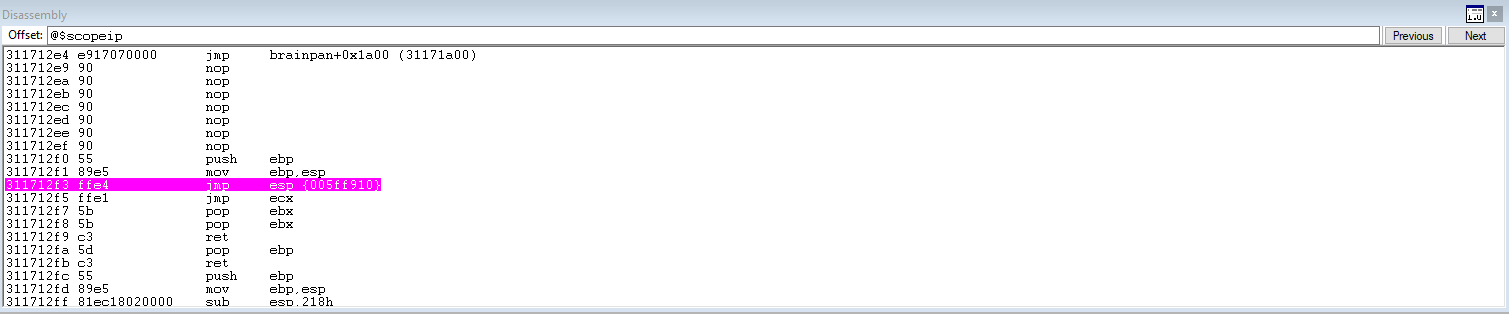 Disassembly
Offset: @$scopeip Previous Next
311712e4 e917070000 jmp brainpan+0x1a00 (31171a00)
311712e9 90 nop
311712ea 90 nop
311712eb 90 nop
311712ec 90 nop
311712ed 90 nop
311712ee 90 nop
311712ef 90 nop
311712f0 55 push ebp
311712f1 89e5 mov ebp,esp
311712f3 ffe4 jmp esp {005ff910}
311712f5 ffe1 jmp ecx
311712f7 5b pop ebx
311712f8 5b pop ebx
311712f9 c3 ret
311712fa 5d pop ebp
311712fb c3 ret
311712fc 55 push ebp
311712fd 89e5 mov ebp,esp
311712ff 81ec18020000 sub esp,218h